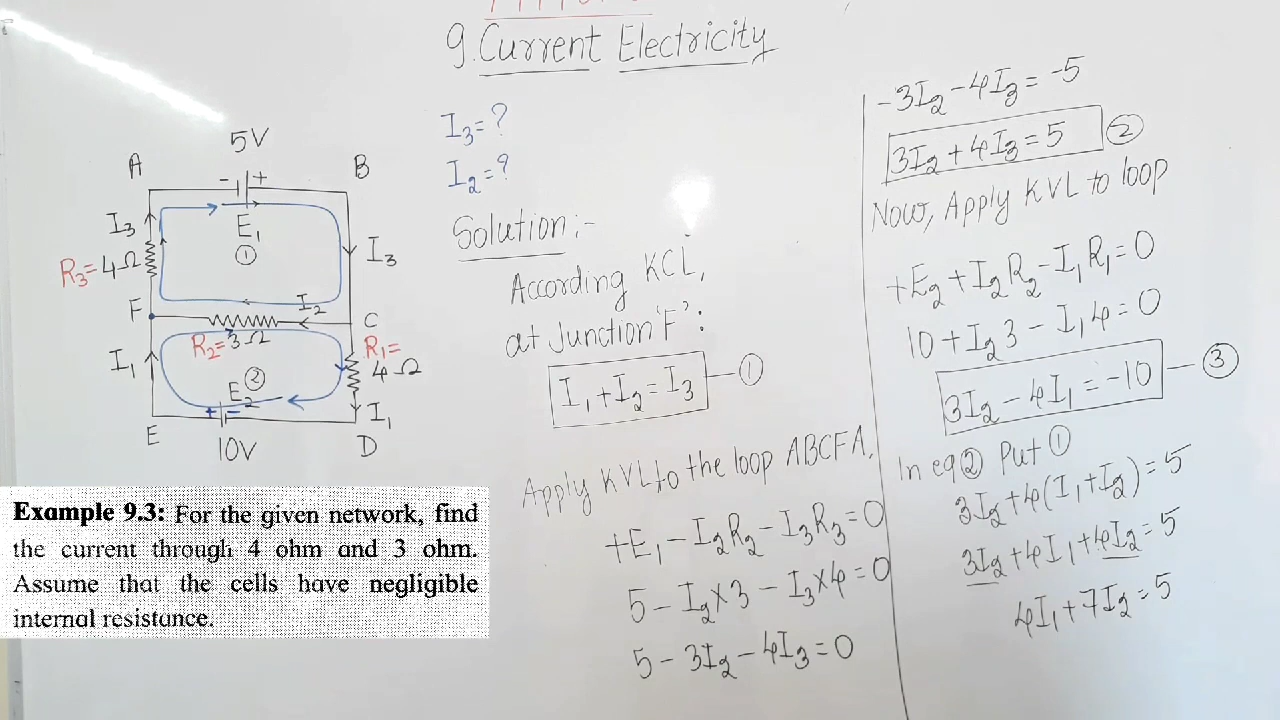 9. Current Electricity
5V
A
B
- +
E₁
①
I₃
I₃
R₃=4Ω
F
I₂
C
R₂=3Ω
R₁=
4Ω
I₁
②
E₂
+ -
I₁
E
10V
D
Example 9.3: For the given network, find
the current through 4 ohm and 3 ohm.
Assume that the cells have negligible
internal resistance.
I₃=?
I₂=?
Solution:-
According KCL,
at Junction 'F':
I₁+I₂=I₃ —①
Apply KVL to the loop ABCFA,
+E₁-I₂R₂-I₃R₃=0
5-I₂×3-I₃×4=0
5-3I₂-4I₃=0
-3I₂-4I₃=-5
3I₂+4I₃=5 ②
Now, Apply KVL to loop
+E₂+I₂R₂-I₁R₁=0
10+I₂3-I₁4=0
3I₂-4I₁=-10 —③
In eq② Put ①
3I₂+4(I₁+I₂)=5
3I₂+4I₁+4I₂=5
4I₁+7I₂=5